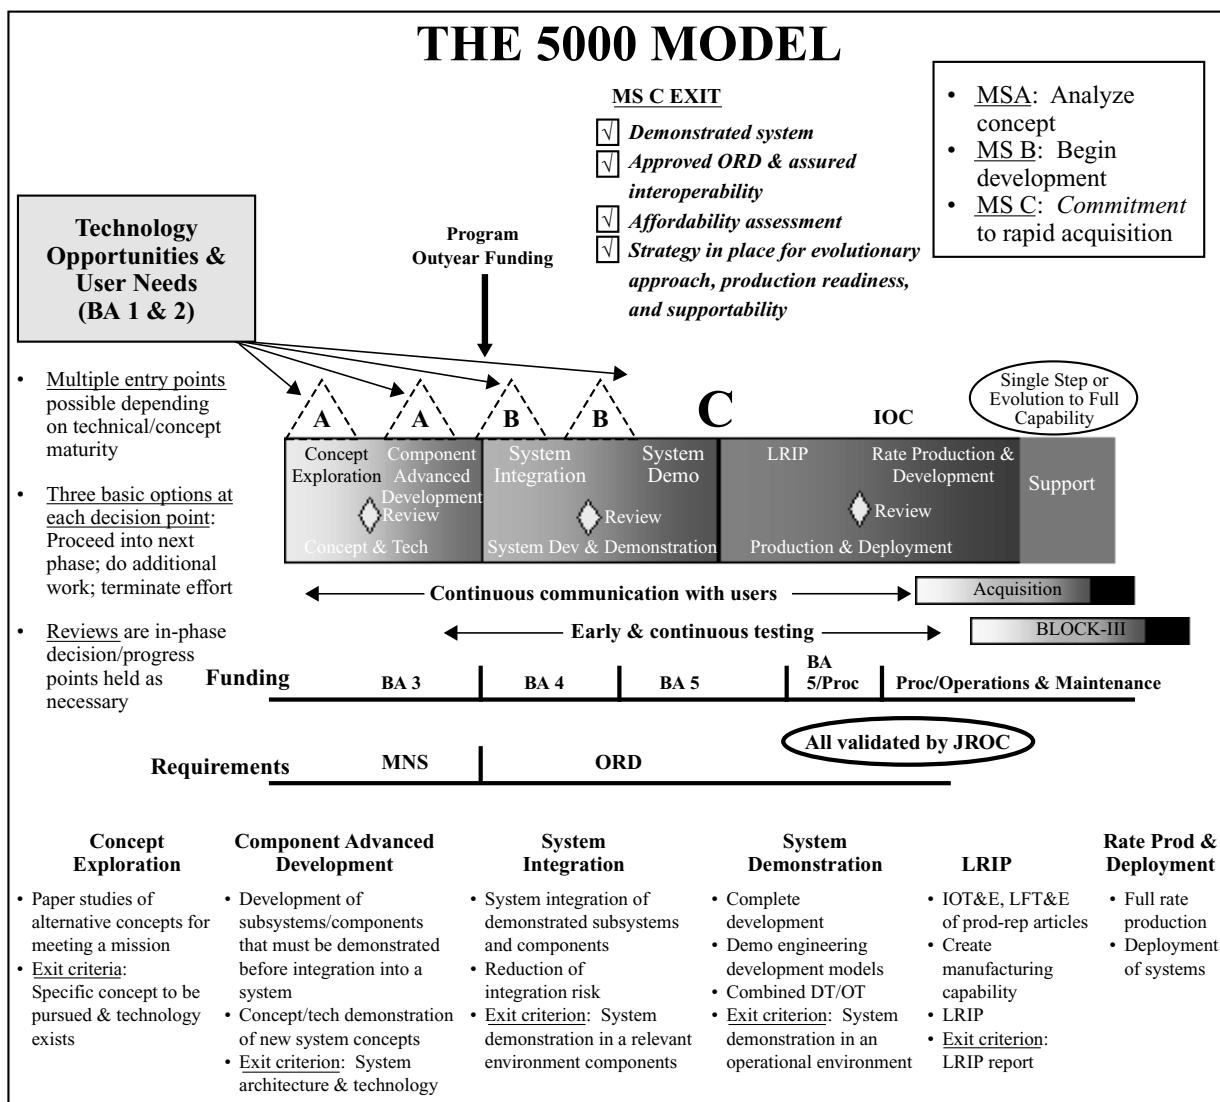 THE 5000 MODEL
MS C EXIT
√ Demonstrated system
√ Approved ORD & assured
interoperability
√ Affordability assessment
√ Strategy in place for evolutionary
approach, production readiness,
and supportability
• MSA: Analyze
concept
• MS B: Begin
development
• MS C: Commitment
to rapid acquisition
Technology
Opportunities &
User Needs
(BA 1 & 2)
Program
Outyear Funding
• Multiple entry points
possible depending
on technical/concept
maturity
• Three basic options at
each decision point:
Proceed into next
phase; do additional
work; terminate effort
• Reviews are in-phase
decision/progress
points held as
necessary
A
A
B
B
C
IOC
Single Step or
Evolution to Full
Capability
Concept
Exploration
Component
Advanced
Development
Review
Concept & Tech
System
Integration
System
Demo
Review
System Dev & Demonstration
LRIP
Rate Production &
Development
Review
Production & Deployment
Support
Continuous communication with users
Acquisition
Early & continuous testing
BLOCK-III
Funding
BA 3
BA 4
BA 5
BA
5/Proc
Proc/Operations & Maintenance
All validated by JROC
Requirements
MNS
ORD
Concept
Exploration
• Paper studies of
alternative concepts for
meeting a mission
• Exit criteria:
Specific concept to be
pursued & technology
exists
Component Advanced
Development
• Development of
subsystems/components
that must be demonstrated
before integration into a
system
• Concept/tech demonstration
of new system concepts
• Exit criterion: System
architecture & technology
System
Integration
• System integration of
demonstrated subsystems
and components
• Reduction of
integration risk
• Exit criterion: System
demonstration in a relevant
environment components
System
Demonstration
• Complete
development
• Demo engineering
development models
• Combined DT/OT
• Exit criterion: System
demonstration in an
operational environment
LRIP
• IOT&E, LFT&E
of prod-rep articles
• Create
manufacturing
capability
• LRIP
• Exit criterion:
LRIP report
Rate Prod &
Deployment
• Full rate
production
• Deployment
of systems